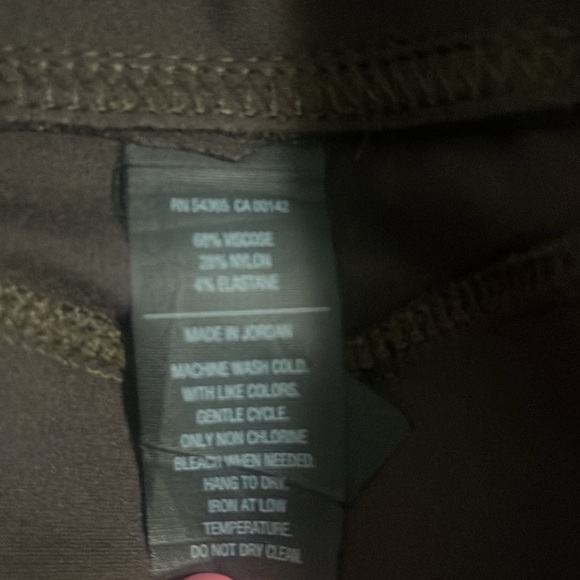 RN 54365 CA 00142
68% VISCOSE
28% NYLON
4% ELASTANE
MADE IN JORDAN
MACHINE WASH COLD.
WITH LIKE COLORS.
GENTLE CYCLE.
ONLY NON CHLORINE
BLEACH WHEN NEEDED.
HANG TO DRY.
IRON AT LOW
TEMPERATURE.
DO NOT DRY CLEAN.